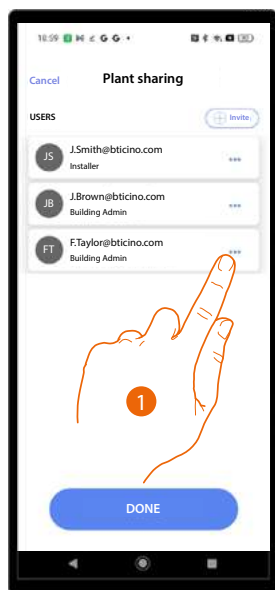 18:59 G G •
Cancel Plant sharing
USERS Invite
JS J.Smith@bticino.com
Installer
JB J.Brown@bticino.com
Building Admin
FT F.Taylor@bticino.com
Building Admin
1
DONE